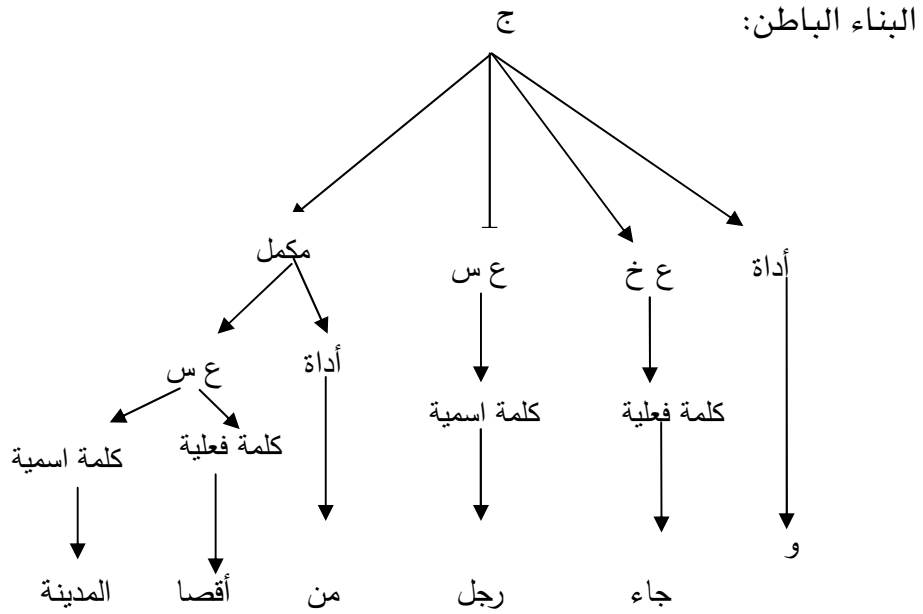 البناء الباطن: ج
أداة ع خ ع س مكمل
أداة ع س
كلمة فعلية كلمة اسمية كلمة فعلية كلمة اسمية
و جاء رجل من أقصا المدينة